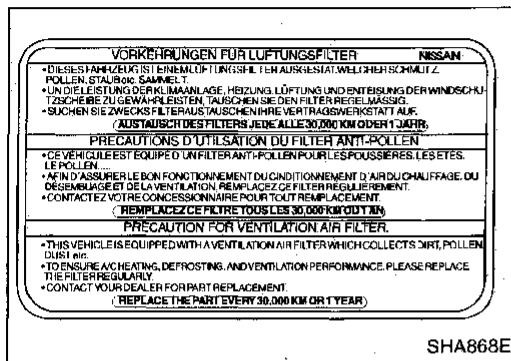 VORKEHRUNGEN FÜR LUFTUNGSFILTER NISSAN
• DIESES FAHRZEUG IST EINEM LÜFTUNGSFILTER AUSGESTAT. WELCHER SCHMUTZ.
POLLEN, STAUB etc. SAMMELT.
• UN DIE LEISTUNG DER KLIMAANLAGE, HEIZUNG, LÜFTUNG UND ENTEISUNG DER WINDSCHU-
TZSCHEIBE ZU GEWÄHRLEISTEN, TAUSCHEN SIE DEN FILTER REGELMÄSSIG.
• SUCHEN SIE ZWECKS FILTERAUSTAUSCHEN IHRE VERTRAGSWERKSTATT AUF.
(AUSTAUSCH DES FILTERS JEDE ALLE 30,000 KM ODER 1 JAHR)
PRECAUTIONS D'UTILSATION DU FILTER ANTI-POLLEN
• CE VÉHICULE EST ÉQUIPÉ D'UN FILTER ANTI-POLLEN POUR LES POUSSIÈRES. LES ETES.
LE POLLEN.....
• AFIN D'ASSURER LE BON FONCTIONNEMENT DU CINDITIONNEMENT D'AIR DU CHAUFFAGE. DU
DÉSEMBUAGE ET DE LA VENTILATION, REMPLACEZ CE FILTER RÉGULIÈREMENT.
• CONTACTEZ VOTRE CONCESSIONNAIRE POUR TOUT REMPLACEMENT.
(REMPLACEZ CE FILTRE TOUS LES 30,000 KM OU 1 AN)
PRECAUTION FOR VENTILATION AIR FILTER.
• THIS VEHICLE IS EQUIPPED WITH A VENTILATION AIR FILTER WHICH COLLECTS DIRT, POLLEN,
DUST etc.
• TO ENSURE A/C HEATING, DEFROSTING, AND VENTILATION PERFORMANCE. PLEASE REPLACE
THE FILTER REGULARLY.
• CONTACT YOUR DEALER FOR PART REPLACEMENT.
(REPLACE THE PART EVERY 30,000 KM OR 1 YEAR)
SHA868E